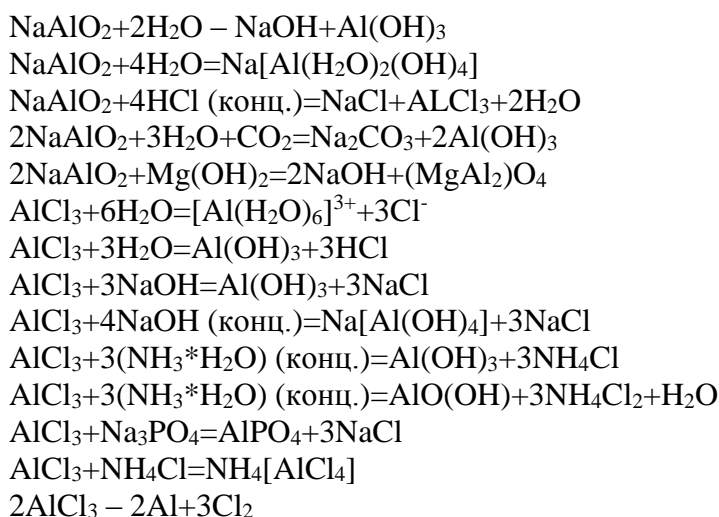 NaAlO₂+2H₂O – NaOH+Al(OH)₃
NaAlO₂+4H₂O=Na[Al(H₂O)₂(OH)₄]
NaAlO₂+4HCl (конц.)=NaCl+ALCl₃+2H₂O
2NaAlO₂+3H₂O+CO₂=Na₂CO₃+2Al(OH)₃
2NaAlO₂+Mg(OH)₂=2NaOH+(MgAl₂)O₄
AlCl₃+6H₂O=[Al(H₂O)₆]³⁺+3Cl⁻
AlCl₃+3H₂O=Al(OH)₃+3HCl
AlCl₃+3NaOH=Al(OH)₃+3NaCl
AlCl₃+4NaOH (конц.)=Na[Al(OH)₄]+3NaCl
AlCl₃+3(NH₃*H₂O) (конц.)=Al(OH)₃+3NH₄Cl
AlCl₃+3(NH₃*H₂O) (конц.)=AlO(OH)+3NH₄Cl₂+H₂O
AlCl₃+Na₃PO₄=AlPO₄+3NaCl
AlCl₃+NH₄Cl=NH₄[AlCl₄]
2AlCl₃ – 2Al+3Cl₂